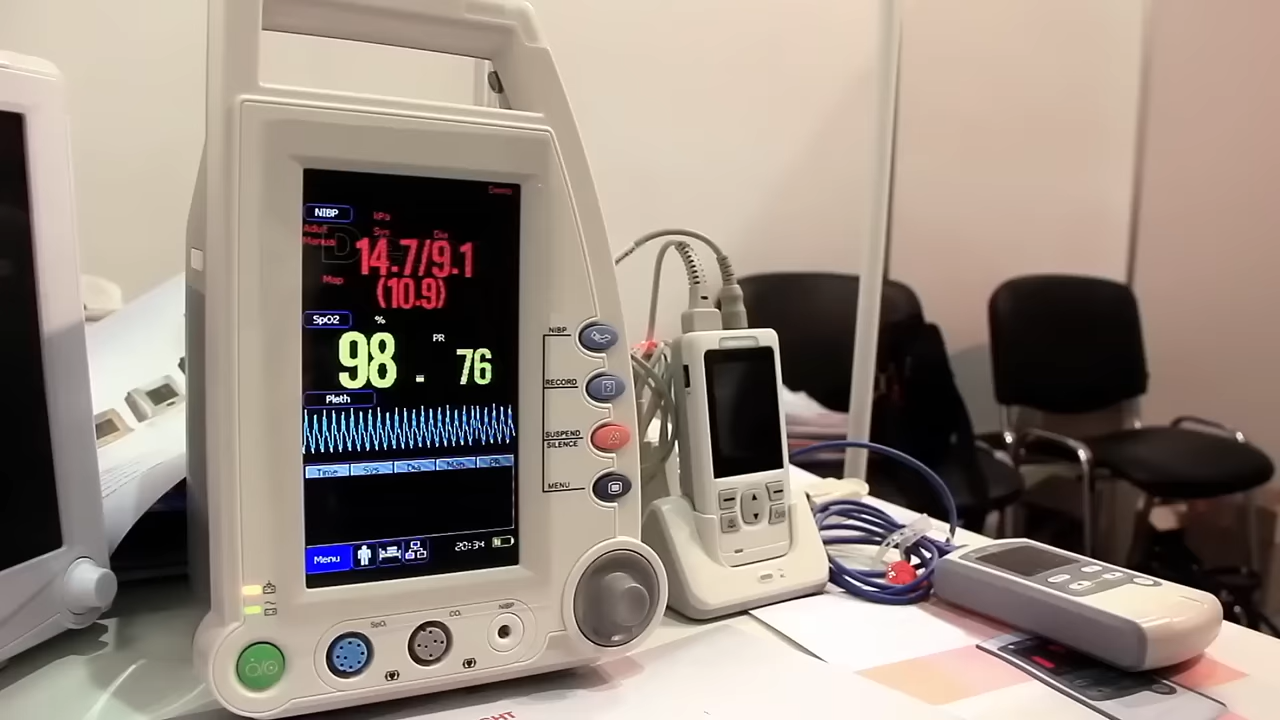 Demo
NIBP
kPa
Adult
Manual
Sys
Dia
14.7/9.1
Map
(10.9)
SpO2
%
98
PR
76
Pleth
Time Sys Dia Map PR
Menu
20:34
NIBP
RECORD
SUSPEND
SILENCE
MENU
SpO₂
CO₂
NIBP